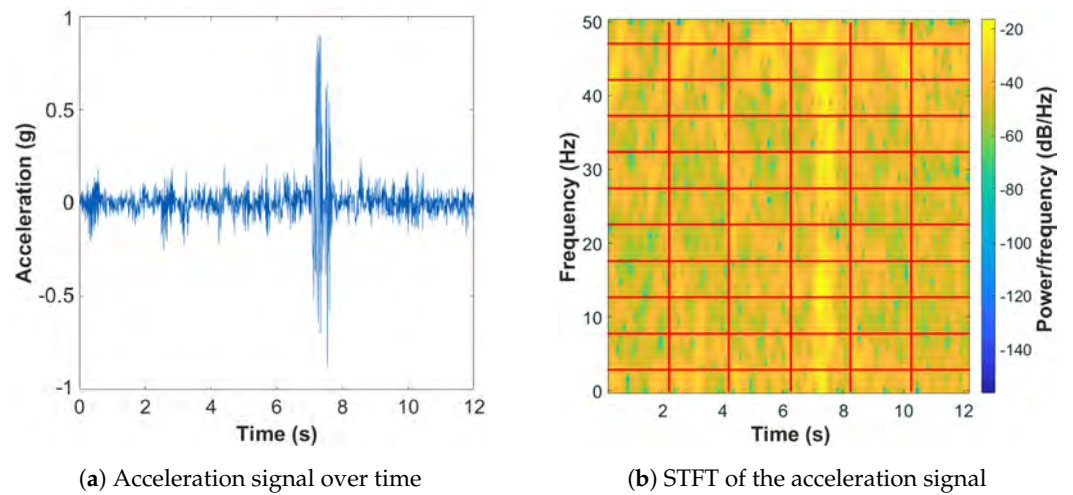 1
0.5
0
-0.5
-1
0 2 4 6 8 10 12
Acceleration (g)
Time (s)
(a) Acceleration signal over time
50
40
30
20
10
0
2 4 6 8 10 12
Frequency (Hz)
Time (s)
-20
-40
-60
-80
-100
-120
-140
Power/frequency (dB/Hz)
(b) STFT of the acceleration signal